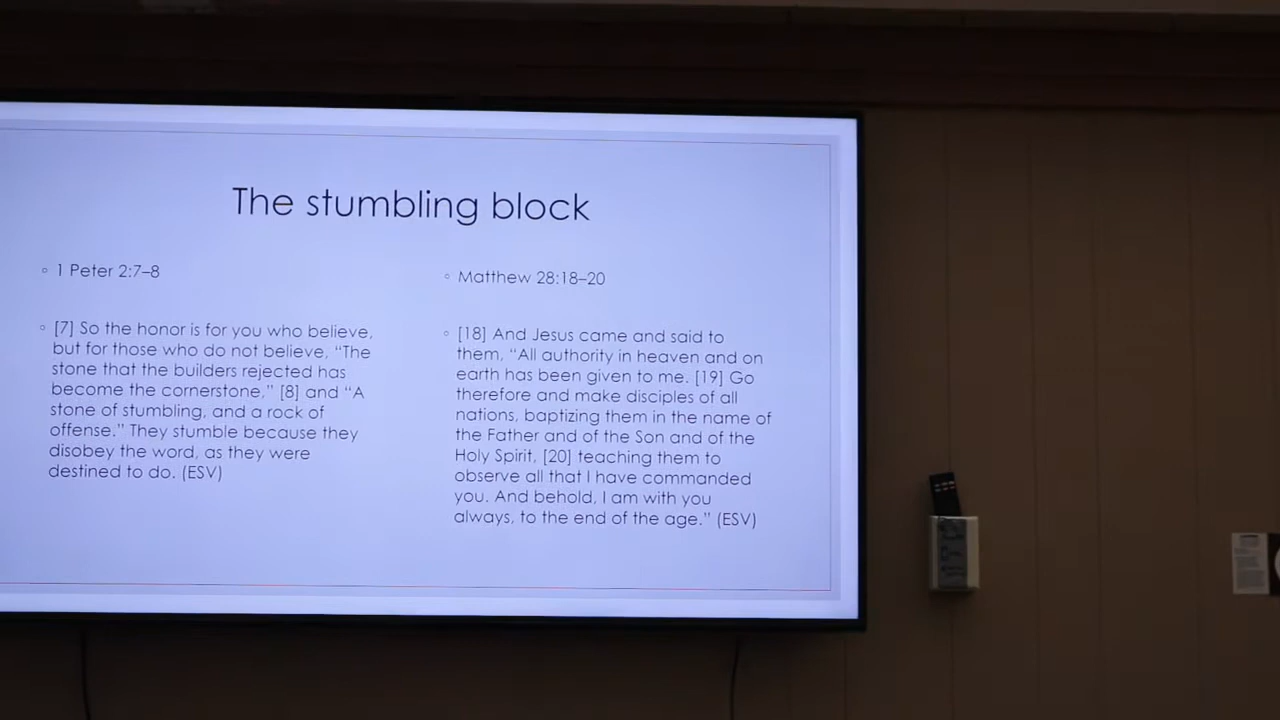 The stumbling block
1 Peter 2:7–8
[7] So the honor is for you who believe,
but for those who do not believe, “The
stone that the builders rejected has
become the cornerstone,” [8] and “A
stone of stumbling, and a rock of
offense.” They stumble because they
disobey the word, as they were
destined to do. (ESV)
Matthew 28:18–20
[18] And Jesus came and said to
them, “All authority in heaven and on
earth has been given to me. [19] Go
therefore and make disciples of all
nations, baptizing them in the name of
the Father and of the Son and of the
Holy Spirit, [20] teaching them to
observe all that I have commanded
you. And behold, I am with you
always, to the end of the age.” (ESV)